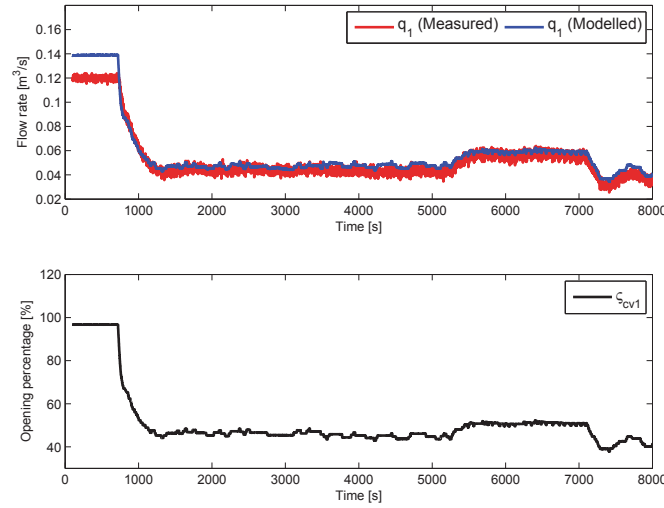 q1 (Measured) q1 (Modelled)
0.16
0.14
0.12
0.1
0.08
0.06
0.04
0.02
Flow rate [m³/s]
0 1000 2000 3000 4000 5000 6000 7000 8000
Time [s]
ςcv1
120
100
80
60
40
Opening percentage [%]
0 1000 2000 3000 4000 5000 6000 7000 8000
Time [s]